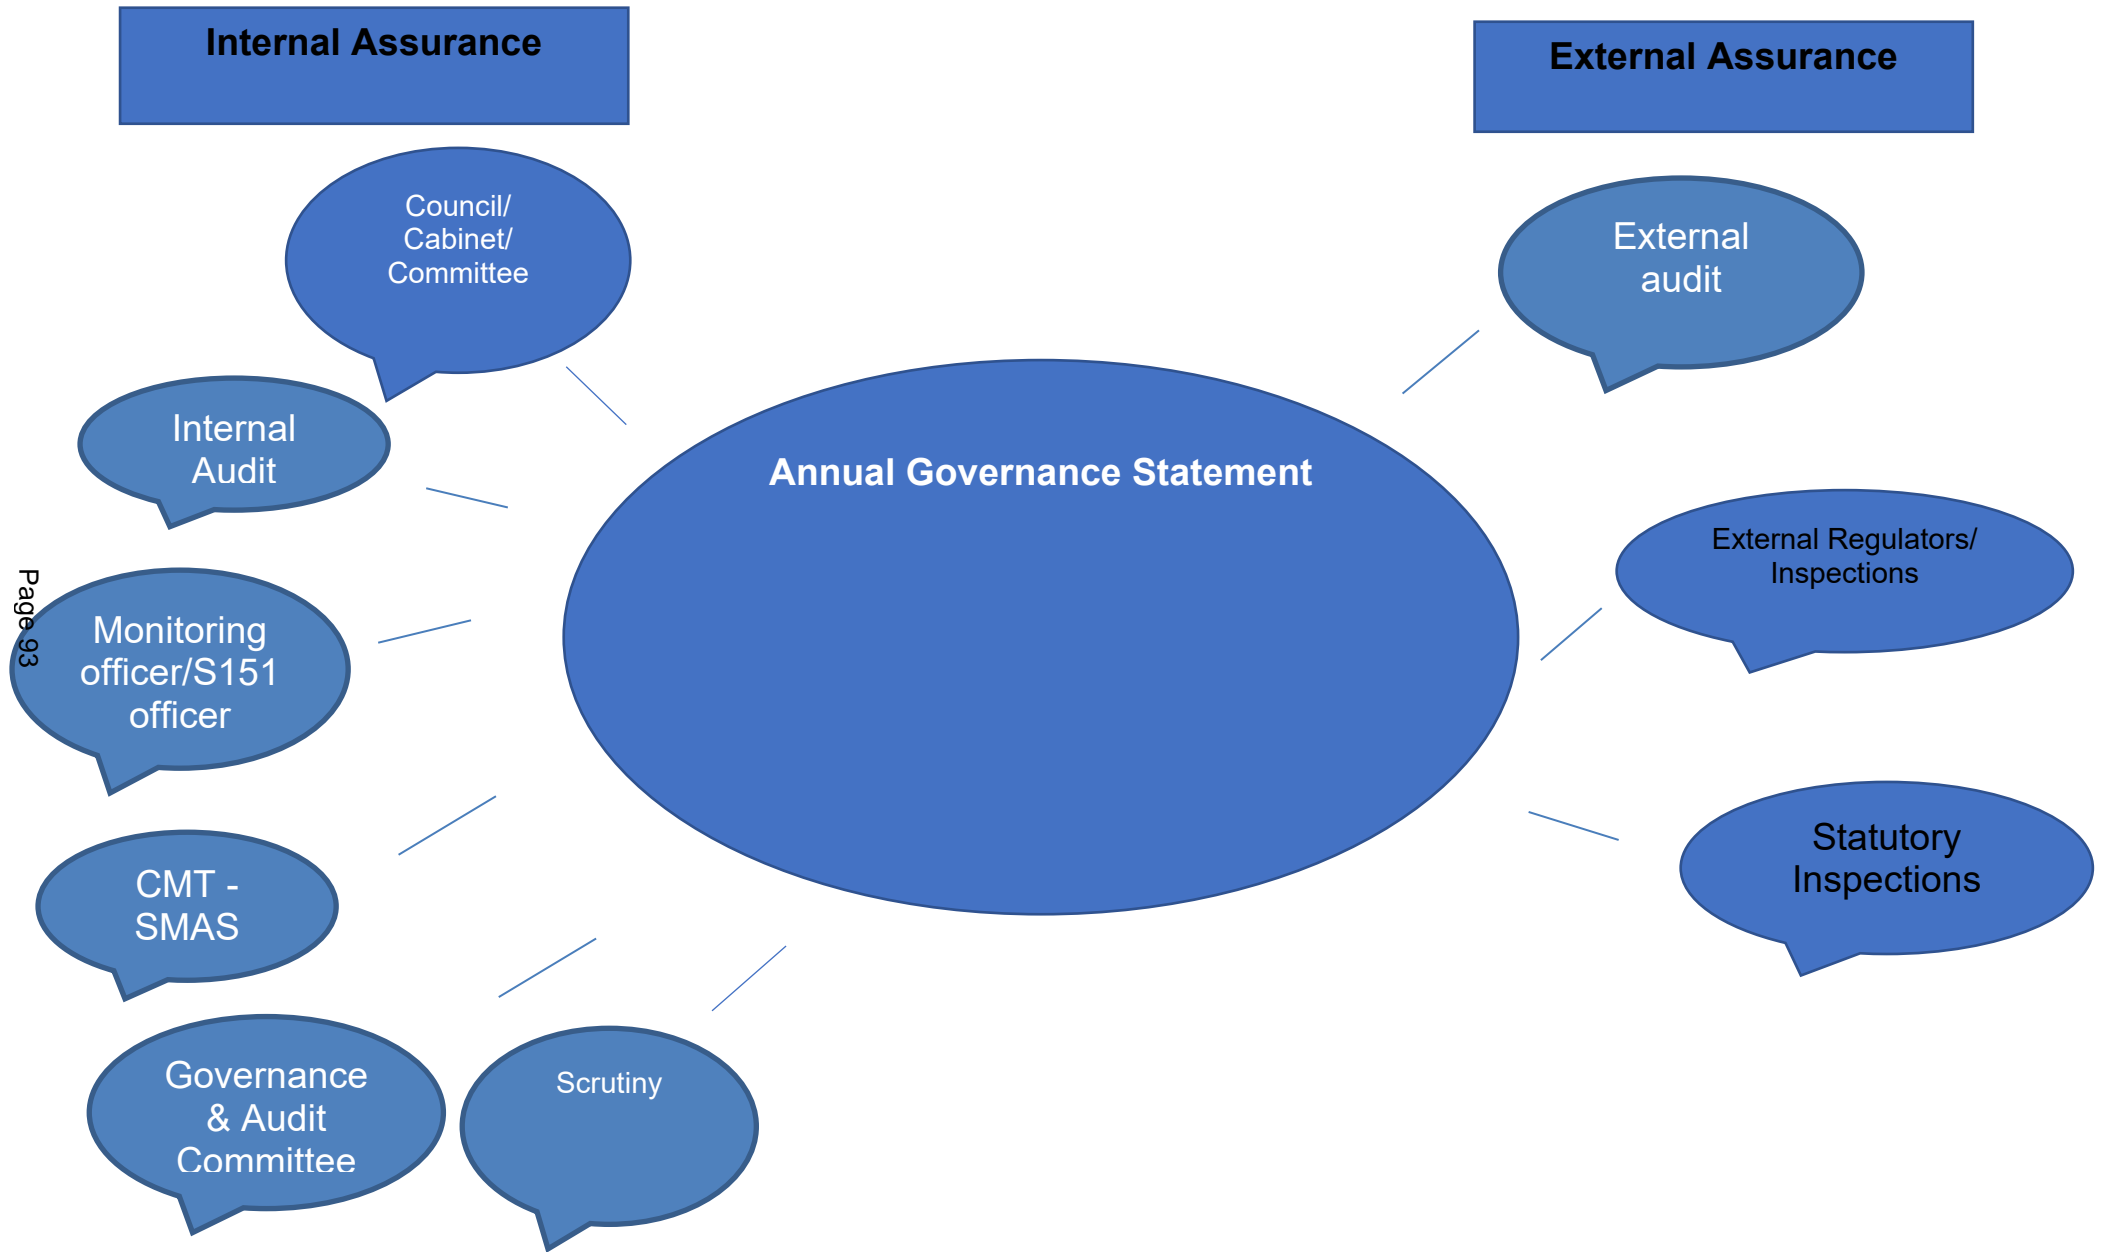 Internal Assurance
External Assurance
Council/
Cabinet/
Committee
External
audit
Internal
Audit
Annual Governance Statement
External Regulators/
Inspections
Page 93
Monitoring
officer/S151
officer
Statutory
Inspections
CMT -
SMAS
Governance
& Audit
Committee
Scrutiny